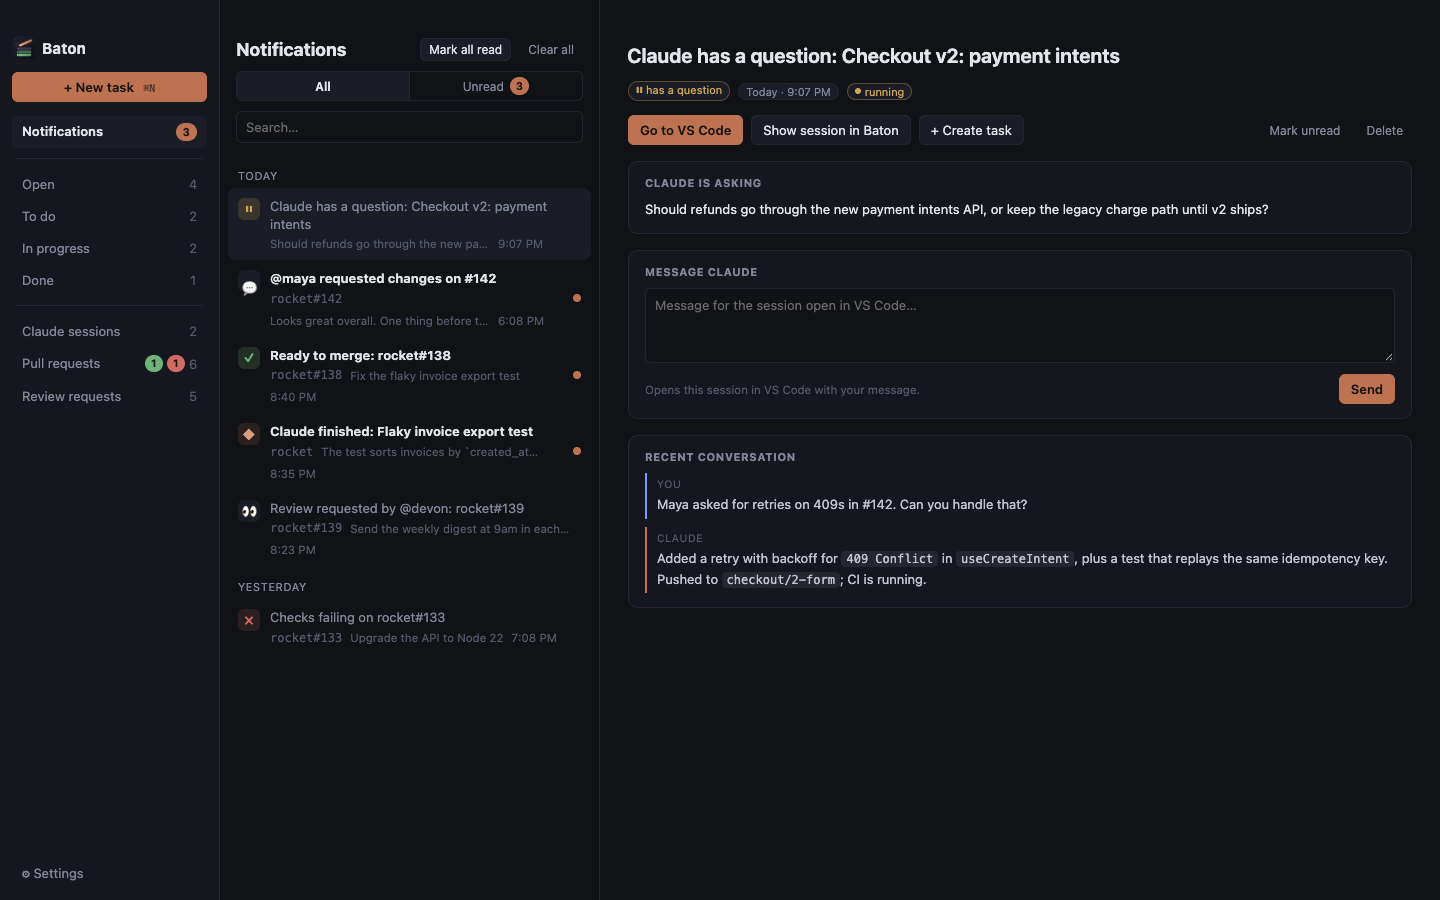 Baton
+ New task ⌘N
Notifications 3
Open 4
To do 2
In progress 2
Done 1
Claude sessions 2
Pull requests 1 1 6
Review requests 5
Settings
Notifications
Mark all read
Clear all
All
Unread 3
Search...
TODAY
Claude has a question: Checkout v2: payment
intents
Should refunds go through the new pa... 9:07 PM
@maya requested changes on #142
rocket#142
Looks great overall. One thing before t... 6:08 PM
Ready to merge: rocket#138
rocket#138 Fix the flaky invoice export test
8:40 PM
Claude finished: Flaky invoice export test
rocket The test sorts invoices by `created_at...
8:35 PM
Review requested by @devon: rocket#139
rocket#139 Send the weekly digest at 9am in each...
8:23 PM
YESTERDAY
Checks failing on rocket#133
rocket#133 Upgrade the API to Node 22 7:08 PM
Claude has a question: Checkout v2: payment intents
has a question
Today · 9:07 PM
running
Go to VS Code
Show session in Baton
+ Create task
Mark unread
Delete
CLAUDE IS ASKING
Should refunds go through the new payment intents API, or keep the legacy charge path until v2 ships?
MESSAGE CLAUDE
Message for the session open in VS Code...
Opens this session in VS Code with your message.
Send
RECENT CONVERSATION
YOU
Maya asked for retries on 409s in #142. Can you handle that?
CLAUDE
Added a retry with backoff for 409 Conflict in useCreateIntent, plus a test that replays the same idempotency key.
Pushed to checkout/2-form; CI is running.